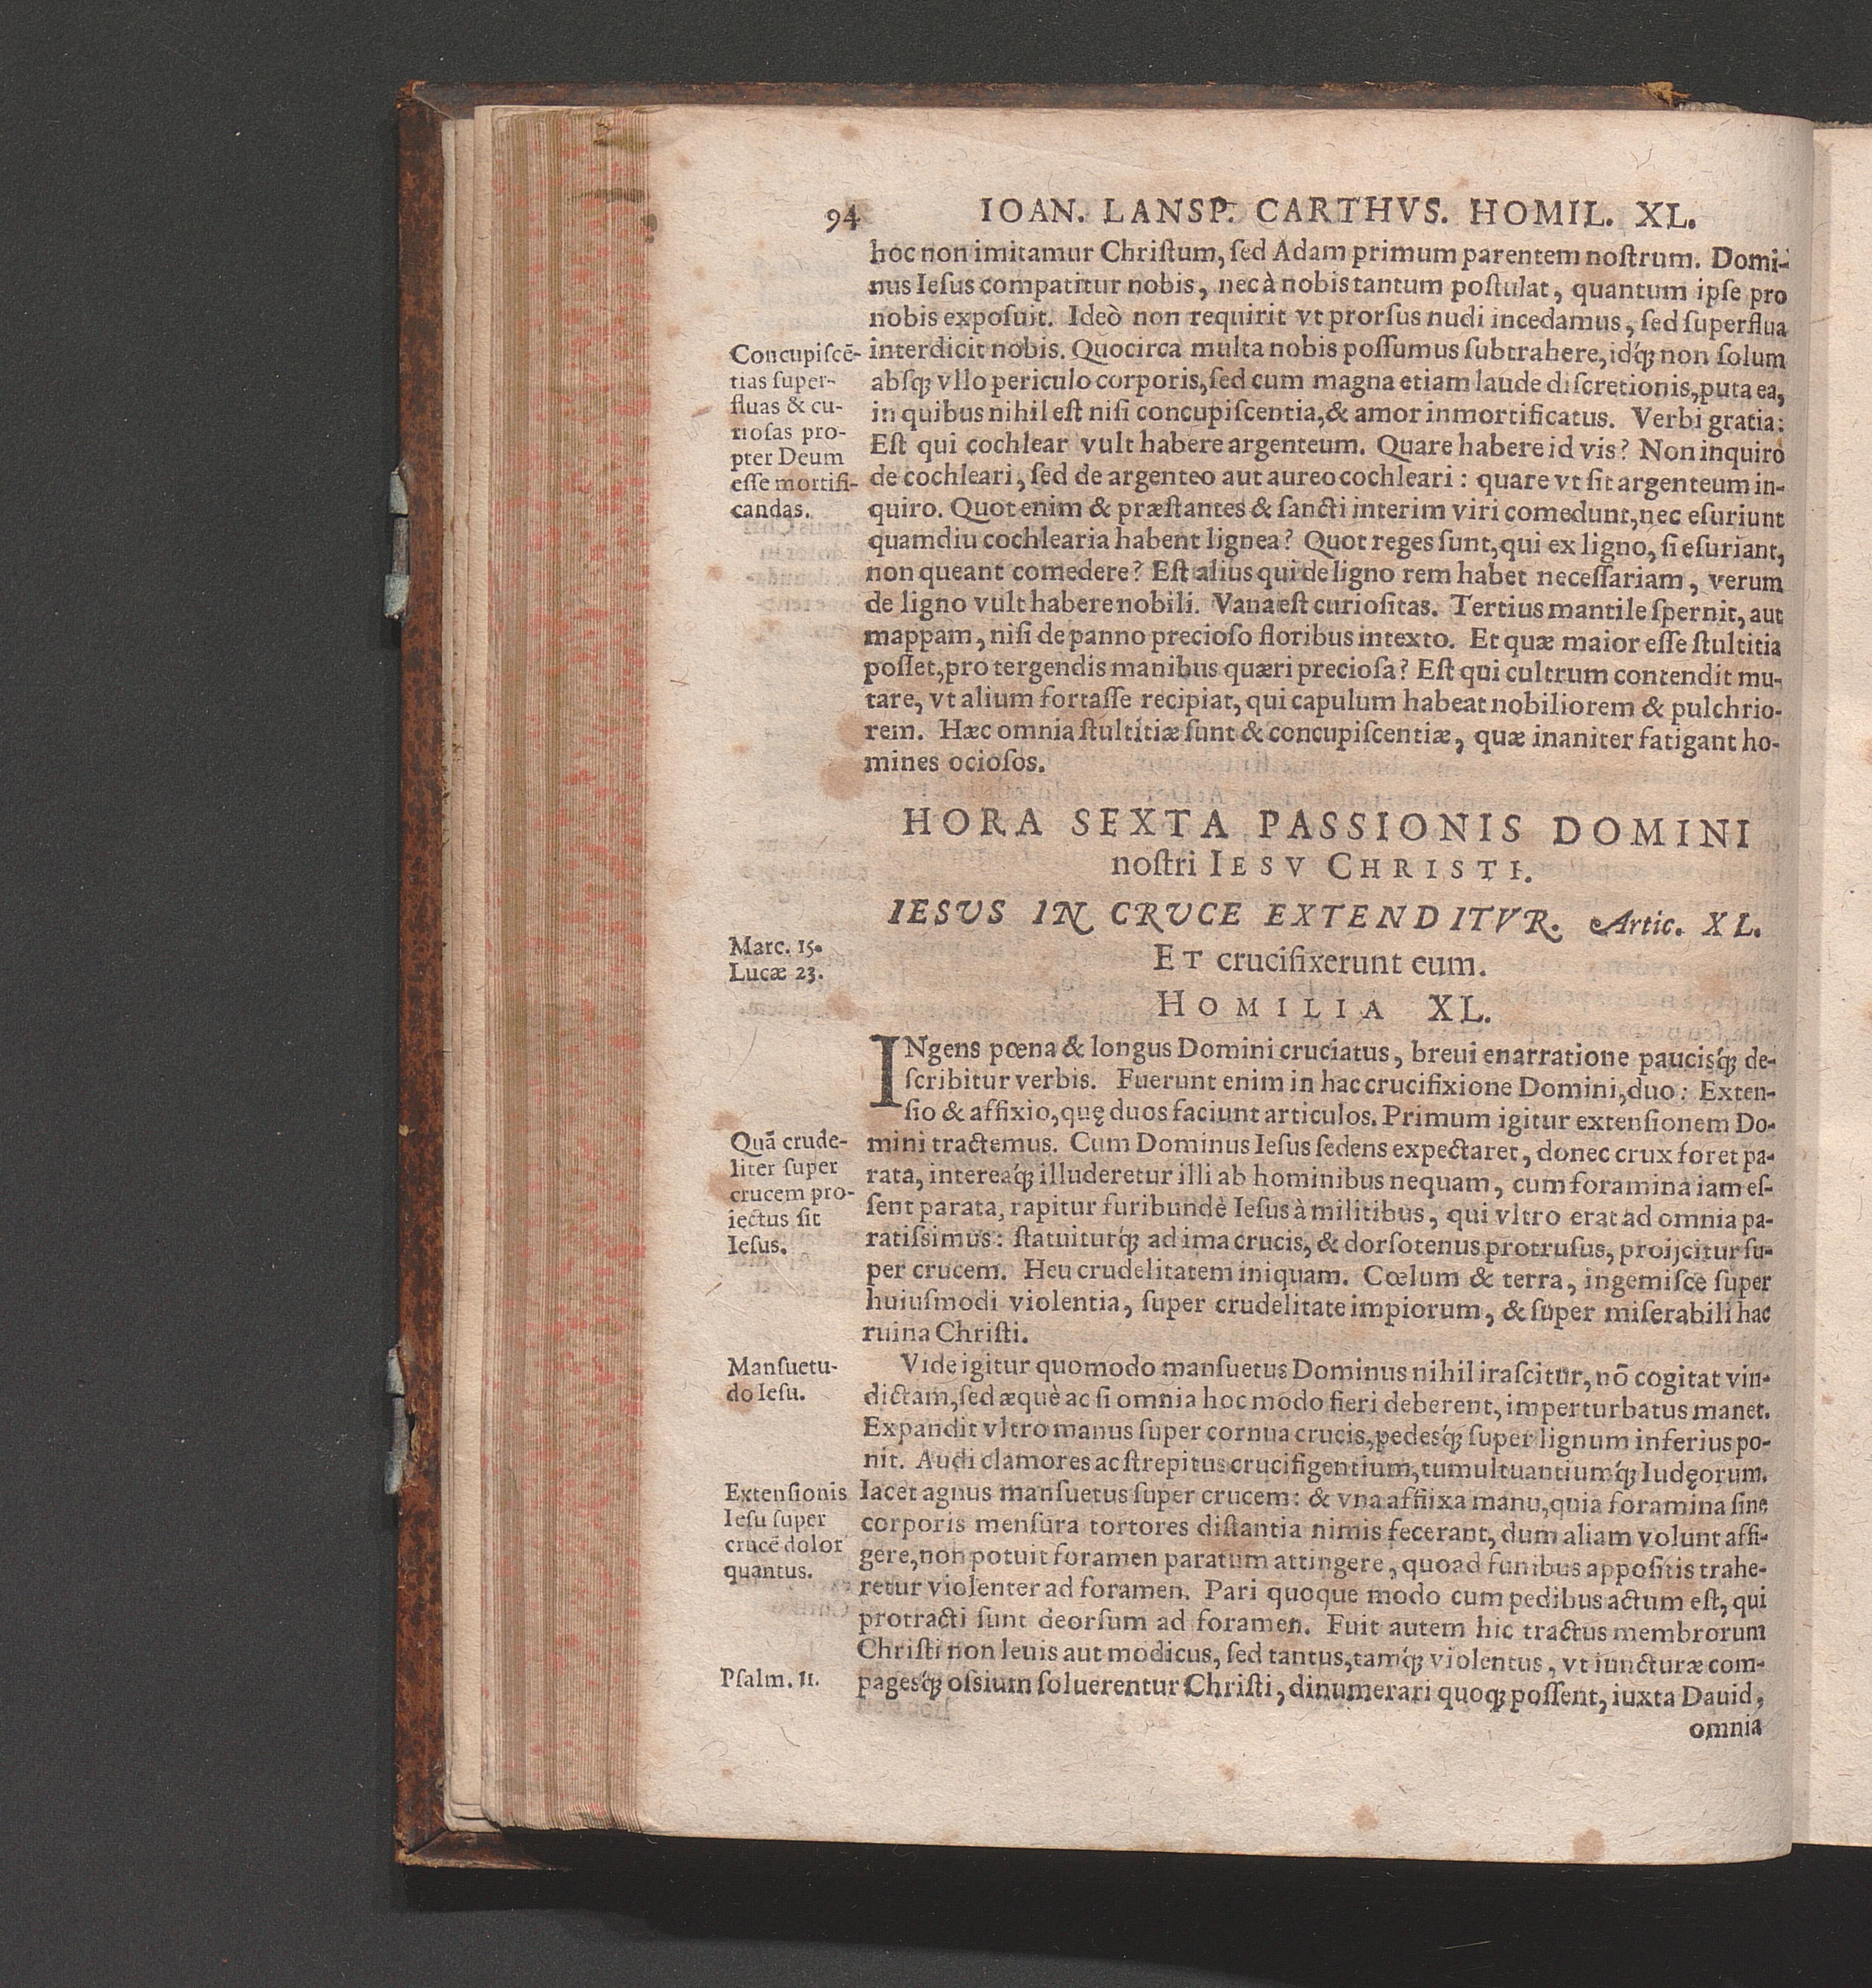 94 IOAN. LANSP. CARTHVS. HOMIL. XL.
hoc non imitamur Chriſtum, ſed Adam primum parentem noſtrum. Domi-
nus Ieſus compatitur nobis, nec à nobis tantum poſtulat, quantum ipſe pro
nobis expoſuit. Ideò non requirit vt prorſus nudi incedamus, ſed ſuperflua
interdicit nobis. Quocirca multa nobis poſſumus ſubtrahere, idq́; non ſolum
abſq; vllo periculo corporis, ſed cum magna etiam laude diſcretionis, puta ea,
in quibus nihil eſt niſi concupiſcentia, & amor inmortificatus. Verbi gratia:
Eſt qui cochlear vult habere argenteum. Quare habere id vis? Non inquiro
de cochleari, ſed de argenteo aut aureo cochleari: quare vt ſit argenteum in-
quiro. Quot enim & præſtantes & ſancti interim viri comedunt, nec eſuriunt
quamdiu cochlearia habent lignea? Quot reges ſunt, qui ex ligno, ſi eſuriant,
non queant comedere? Eſt alius qui de ligno rem habet neceſſariam, verum
de ligno vult habere nobili. Vana eſt curioſitas. Tertius mantile ſpernit, aut
mappam, niſi de panno precioſo floribus intexto. Et quæ maior eſſe ſtultitia
poſſet, pro tergendis manibus quæri precioſa? Eſt qui cultrum contendit mu-
tare, vt alium fortaſſe recipiat, qui capulum habeat nobiliorem & pulchrio-
rem. Hæc omnia ſtultitiæ ſunt & concupiſcentiæ, quæ inaniter fatigant ho-
mines ocioſos.
Concupiſcē-
tias ſuper-
fluas & cu-
rioſas pro-
pter Deum
eſſe mortifi-
candas.
HORA SEXTA PASSIONIS DOMINI
noſtri IESV CHRISTI.
IESUS IN CRUCE EXTENDITVR. Artic. XL.
Marc. 15.
Lucæ 23.
ET crucifixerunt eum.
HOMILIA XL.
INgens pœna & longus Domini cruciatus, breui enarratione paucisq́; de-
ſcribitur verbis. Fuerunt enim in hac crucifixione Domini, duo: Exten-
ſio & affixio, quę duos faciunt articulos. Primum igitur extenſionem Do-
mini tractemus. Cum Dominus Ieſus ſedens expectaret, donec crux foret pa-
rata, intereaq́; illuderetur illi ab hominibus nequam, cum foramina iam eſ-
ſent parata, rapitur furibundè Ieſus à militibus, qui vltro erat ad omnia pa-
ratiſsimus: ſtatuiturq́; ad ima crucis, & dorſotenus protruſus, proijcitur ſu-
per crucem. Heu crudelitatem iniquam. Cœlum & terra, ingemiſce ſuper
huiuſmodi violentia, ſuper crudelitate impiorum, & ſuper miſerabili hac
ruina Chriſti.
Quā crude-
liter ſuper
crucem pro-
iectus ſit
Ieſus.
Vide igitur quomodo manſuetus Dominus nihil iraſcitur, nō cogitat vin-
dictam, ſed æquè ac ſi omnia hoc modo fieri deberent, imperturbatus manet.
Expandit vltro manus ſuper cornua crucis, pedesq́; ſuper lignum inferius po-
nit. Audi clamores ac ſtrepitus crucifigentium, tumultuantiumq́; Iudęorum.
Iacet agnus manſuetus ſuper crucem: & vna affiixa manu, quia foramina ſine
corporis menſura tortores diſtantia nimis fecerant, dum aliam volunt affi-
gere, non potuit foramen paratum attingere, quoad funibus appoſitis trahe-
retur violenter ad foramen. Pari quoque modo cum pedibus actum eſt, qui
protracti ſunt deorſum ad foramen. Fuit autem hic tractus membrorum
Chriſti non leuis aut modicus, ſed tantus, tamq́; violentus, vt iuncturæ com-
pagesq́; oſsium ſoluerentur Chriſti, dinumerari quoq; poſſent, iuxta Dauid,
omnia
Manſuetu-
do Ieſu.
Extenſionis
Ieſu ſuper
crucē dolor
quantus.
Pſalm. 11.